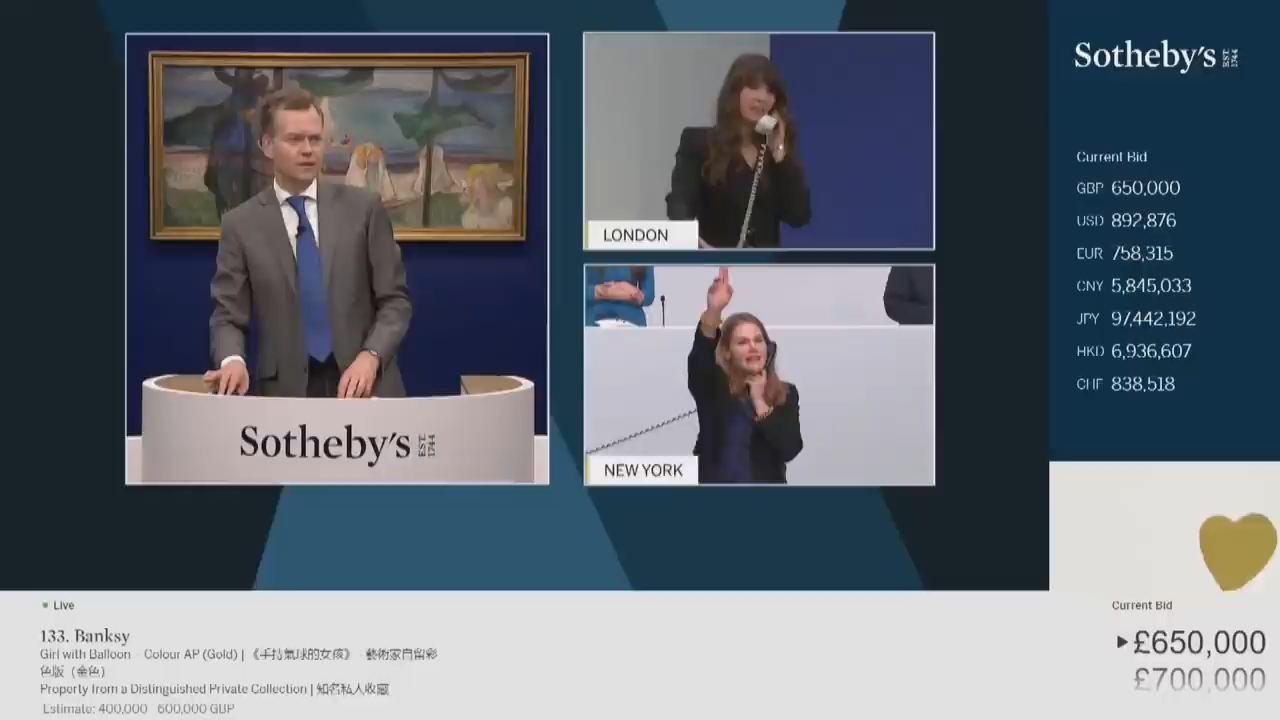 Sotheby's EST. 1744
LONDON
NEW YORK
Sotheby's EST. 1744
Current Bid
GBP 650,000
USD 892,876
EUR 758,315
CNY 5,845,033
JPY 97,442,192
HKD 6,936,607
CHF 838,518
Live
133. Banksy
Girl with Balloon - Colour AP (Gold) | 《手持氣球的女孩》 - 藝術家自留彩
色版（金色）
Property from a Distinguished Private Collection | 知名私人收藏
Estimate: 400,000 - 600,000 GBP
Current Bid
£650,000
£700,000